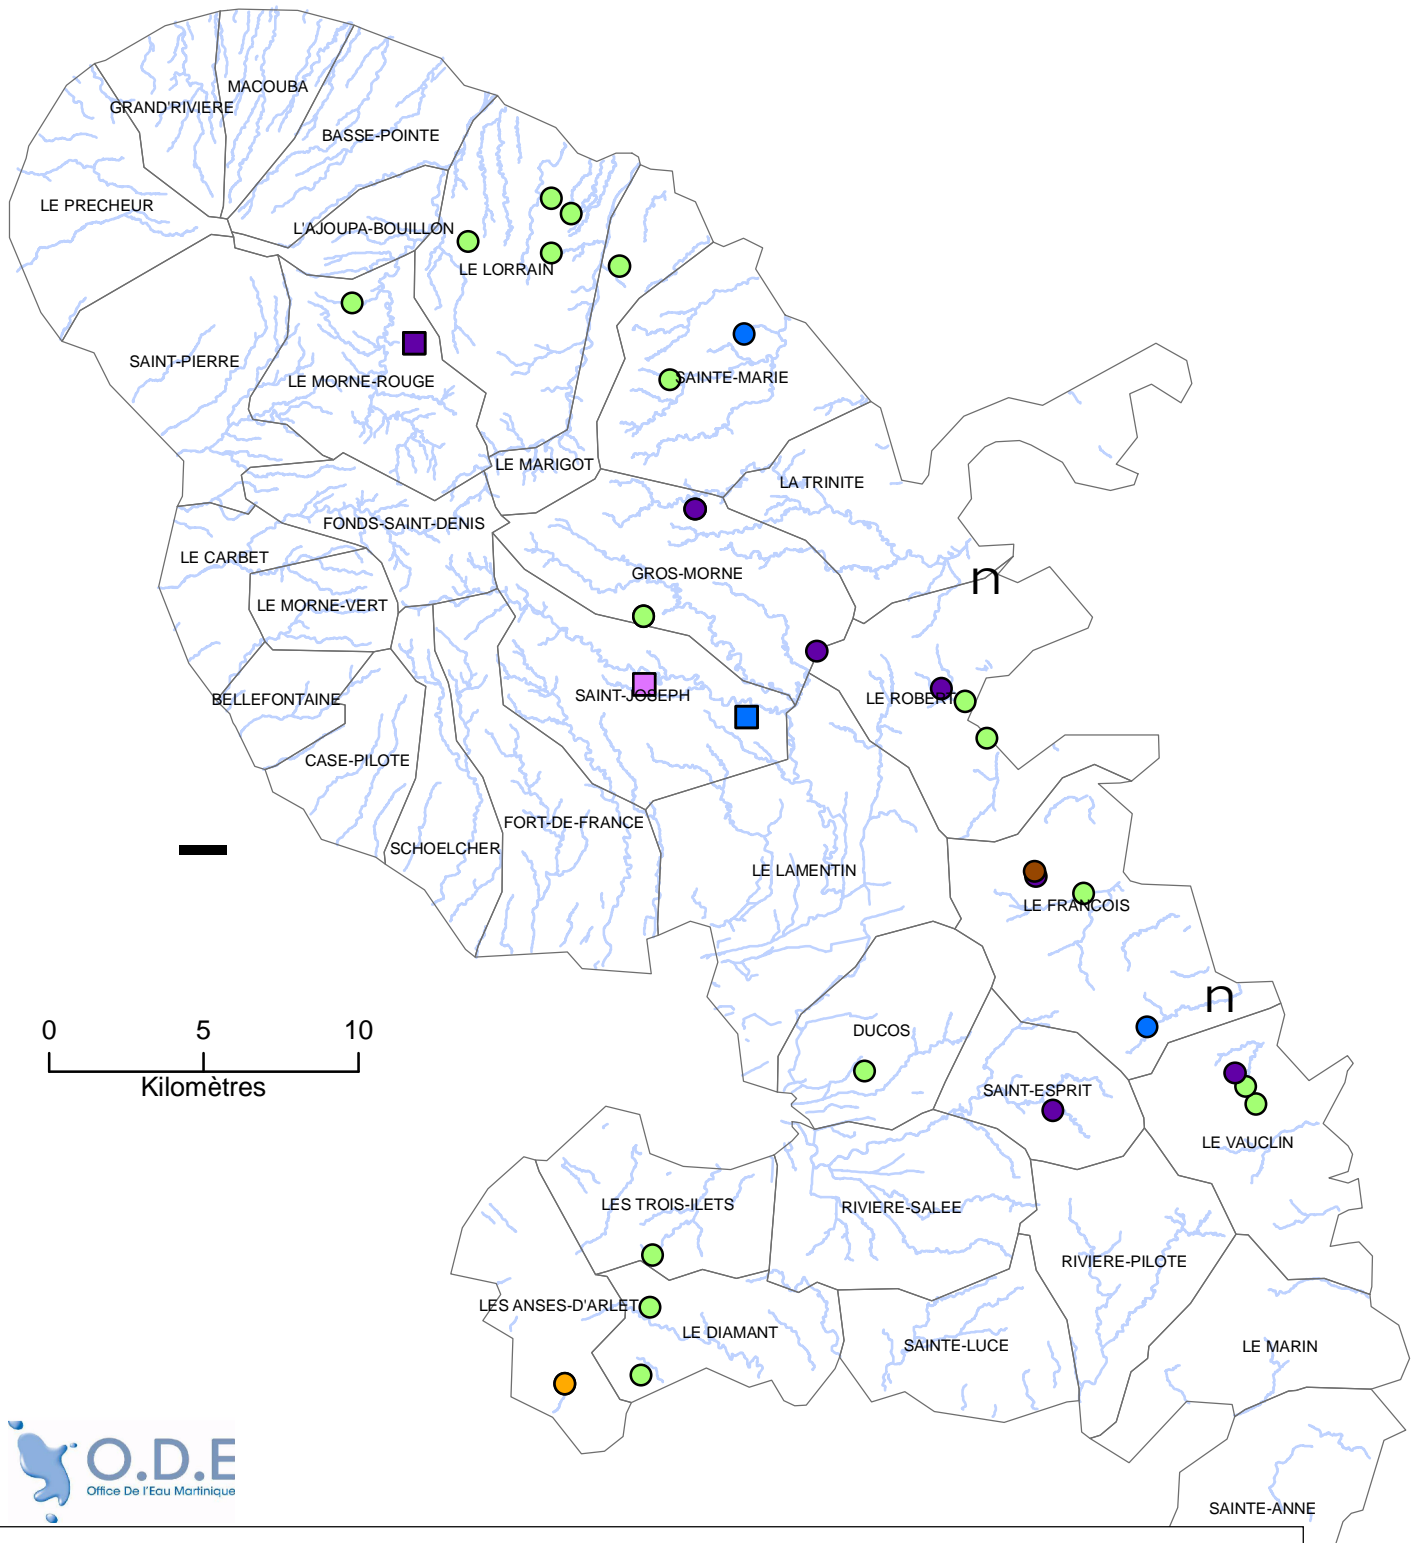 MACOUBA
GRAND'RIVIERE
BASSE-POINTE
LE PRECHEUR
L'AJOUPA-BOUILLON
LE LORRAIN
SAINT-PIERRE
LE MORNE-ROUGE
SAINTE-MARIE
LE MARIGOT
LA TRINITE
FONDS-SAINT-DENIS
LE CARBET
GROS-MORNE
n
LE MORNE-VERT
BELLEFONTAINE
SAINT-JOSEPH
LE ROBERT
CASE-PILOTE
FORT-DE-FRANCE
SCHOELCHER
LE LAMENTIN
LE FRANCOIS
n
0 5 10
Kilomètres
DUCOS
SAINT-ESPRIT
LE VAUCLIN
LES TROIS-ILETS
RIVIERE-SALEE
RIVIERE-PILOTE
LES ANSES-D'ARLET
LE DIAMANT
SAINTE-LUCE
LE MARIN
O.D.E
Office De l'Eau Martinique
SAINTE-ANNE